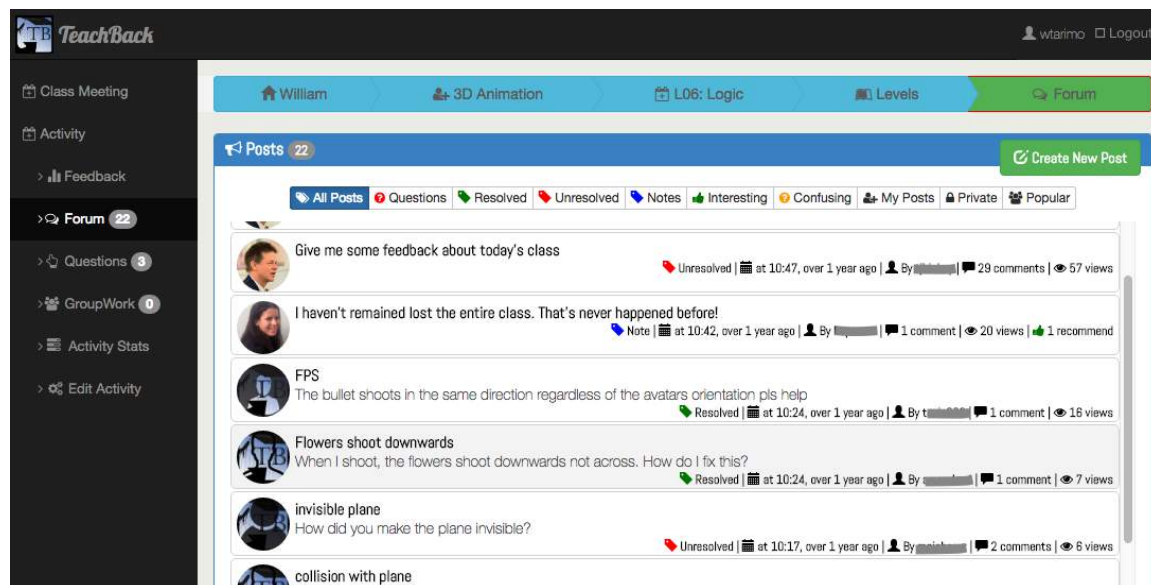 TB TeachBack
wtarimo Logout
Class Meeting
Activity
> Feedback
> Forum 22
> Questions 3
> GroupWork 0
> Activity Stats
> Edit Activity
William
3D Animation
L06: Logic
Levels
Forum
Posts 22
Create New Post
All Posts Questions Resolved Unresolved Notes Interesting Confusing My Posts Private Popular
Give me some feedback about today's class
Unresolved | at 10:47, over 1 year ago | By | 29 comments | 57 views
I haven't remained lost the entire class. That's never happened before!
Note | at 10:42, over 1 year ago | By | 1 comment | 20 views | 1 recommend
FPS
The bullet shoots in the same direction regardless of the avatars orientation pls help
Resolved | at 10:24, over 1 year ago | By | 1 comment | 16 views
Flowers shoot downwards
When I shoot, the flowers shoot downwards not across. How do I fix this?
Resolved | at 10:24, over 1 year ago | By | 1 comment | 7 views
invisible plane
How did you make the plane invisible?
Unresolved | at 10:17, over 1 year ago | By | 2 comments | 6 views
collision with plane